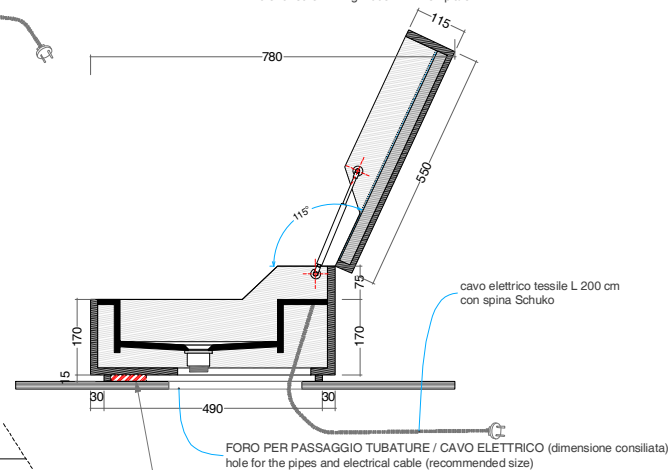 115
780
550
115°
75
cavo elettrico tessile L 200 cm
con spina Schuko
170
170
15
30
30
490
FORO PER PASSAGGIO TUBATURE / CAVO ELETTRICO (dimensione consiliata)
hole for the pipes and electrical cable (recommended size)